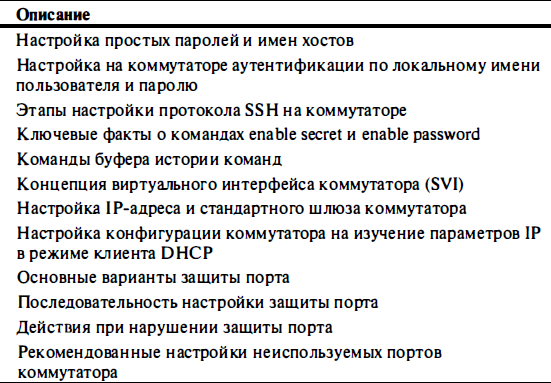 Описание
Настройка простых паролей и имен хостов
Настройка на коммутаторе аутентификации по локальному имени
пользователя и паролю
Этапы настройки протокола SSH на коммутаторе
Ключевые факты о командах enable secret и enable password
Команды буфера истории команд
Концепция виртуального интерфейса коммутатора (SVI)
Настройка IP-адреса и стандартного шлюза коммутатора
Настройка конфигурации коммутатора на изучение параметров IP
в режиме клиента DHCP
Основные варианты защиты порта
Последовательность настройки защиты порта
Действия при нарушении защиты порта
Рекомендованные настройки неиспользуемых портов
коммутатора